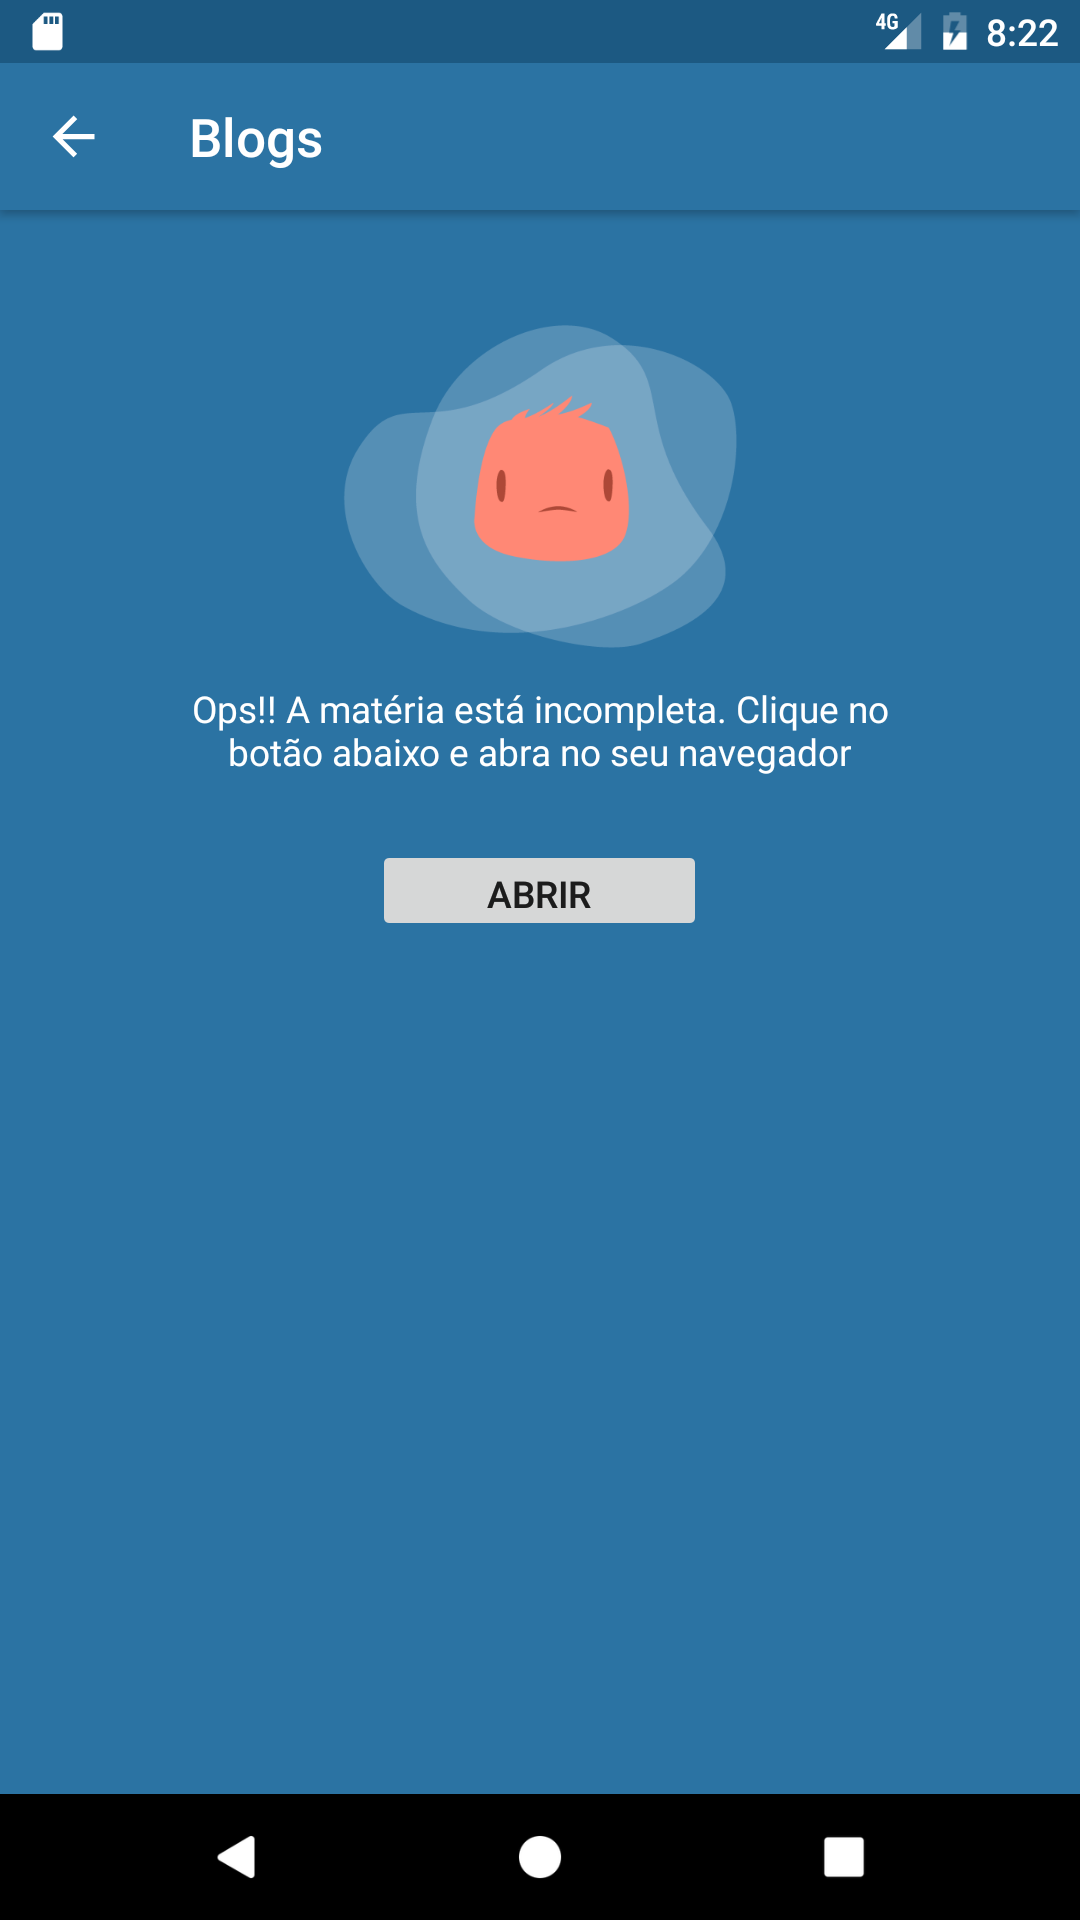 4G 8:22
Blogs
Ops!! A matéria está incompleta. Clique no
botão abaixo e abra no seu navegador
ABRIR